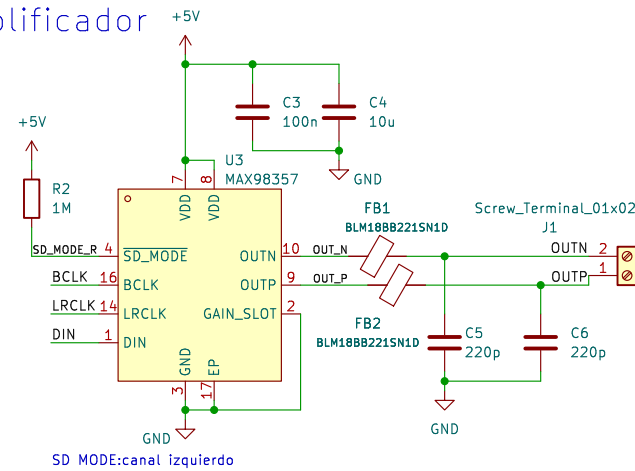 plificador
+5V
C3
100n
C4
10u
+5V
GND
U3
MAX98357
7
8
VDD
VDD
R2
1M
SD_MODE_R
4
SD_MODE
OUTN
10
OUT_N
BCLK
16
BCLK
OUTP
9
OUT_P
LRCLK
14
LRCLK
GAIN_SLOT
2
DIN
1
DIN
GND
EP
3
17
GND
FB1
BLM18BB221SN1D
FB2
BLM18BB221SN1D
Screw_Terminal_01x02
J1
OUTN
2
OUTP
1
C5
220p
C6
220p
GND
SD MODE:canal izquierdo